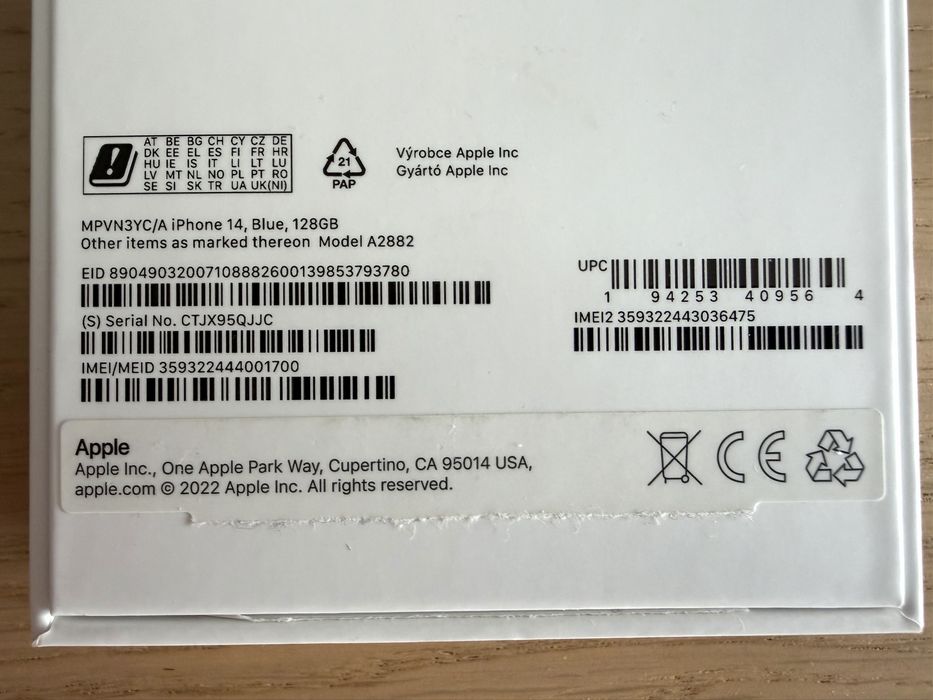 AT BE BG CH CY CZ DE
DK EE EL ES FI FR HR
HU IE IS IT LI LT LU
LV MT NL NO PL PT RO
SE SI SK TR UA UK(NI)
21
PAP
Výrobce Apple Inc
Gyártó Apple Inc
MPVN3YC/A iPhone 14, Blue, 128GB
Other items as marked thereon Model A2882
EID 89049032007108882600139853793780
(S) Serial No. CTJX95QJJC
IMEI/MEID 359322444001700
UPC
1 94253 40956 4
IMEI2 359322443036475
Apple
Apple Inc., One Apple Park Way, Cupertino, CA 95014 USA,
apple.com © 2022 Apple Inc. All rights reserved.
CE